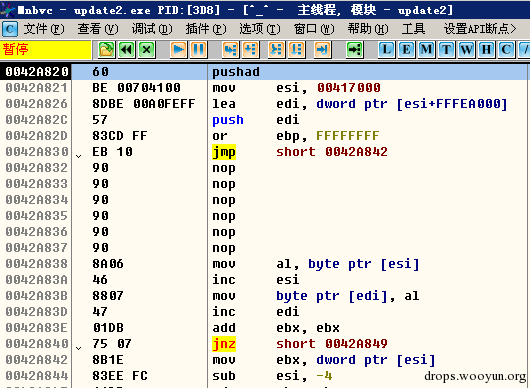 Mnbvc - update2.exe PID:[3D8] - [^_^ - 主线程, 模块 - update2]
C 文件(F) 查看(V) 调试(D) 插件(P) 选项(T) 窗口(W) 帮助(H) 工具 设置API断点>
暂停 L E M T W H C
0042A820 60 pushad
0042A821 BE 00704100 mov esi, 00417000
0042A826 8DBE 00A0FEFF lea edi, dword ptr [esi+FFFEA000]
0042A82C 57 push edi
0042A82D 83CD FF or ebp, FFFFFFFF
0042A830 EB 10 jmp short 0042A842
0042A832 90 nop
0042A833 90 nop
0042A834 90 nop
0042A835 90 nop
0042A836 90 nop
0042A837 90 nop
0042A838 8A06 mov al, byte ptr [esi]
0042A83A 46 inc esi
0042A83B 8807 mov byte ptr [edi], al
0042A83D 47 inc edi
0042A83E 01DB add ebx, ebx
0042A840 75 07 jnz short 0042A849
0042A842 8B1E mov ebx, dword ptr [esi]
0042A844 83EE FC sub esi, -4
drops.wooyun.org